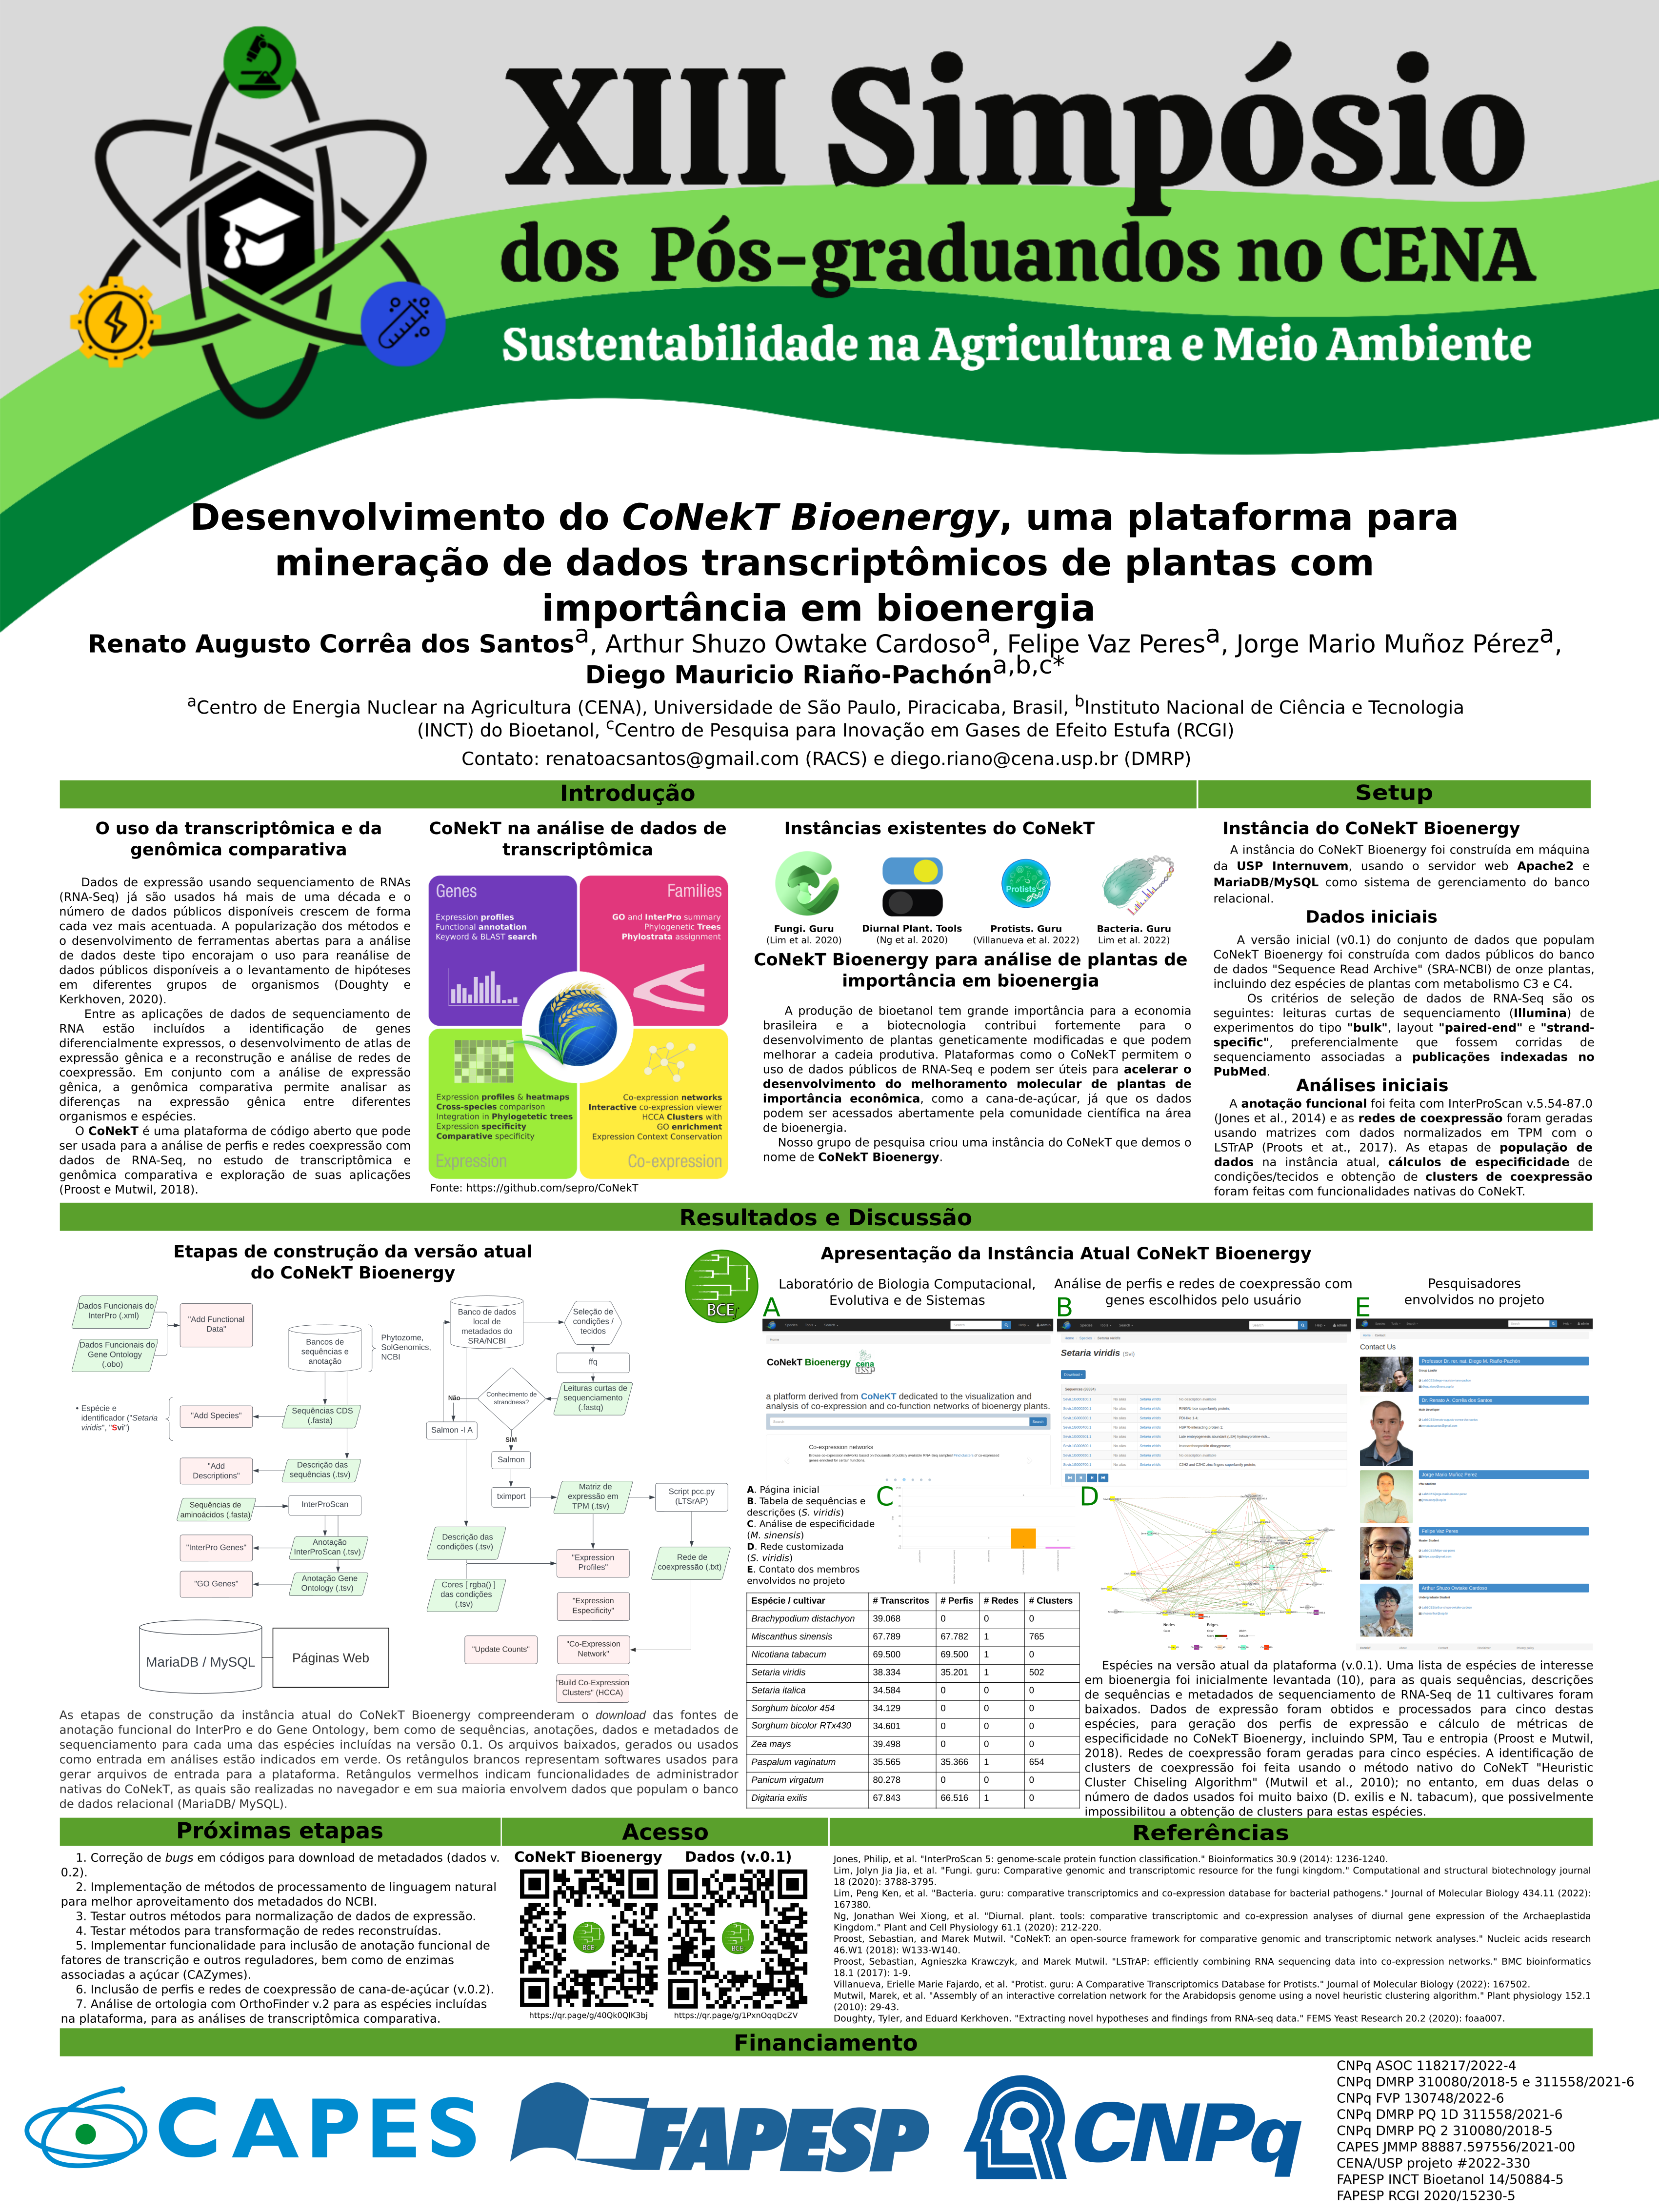 XIII Simpósio
dos Pós-graduandos no CENA
Sustentabilidade na Agricultura e Meio Ambiente
Desenvolvimento do CoNekT Bioenergy, uma plataforma para
mineração de dados transcriptômicos de plantas com
importância em bioenergia
Renato Augusto Corrêa dos Santosa, Arthur Shuzo Owtake Cardosoa, Felipe Vaz Peresa, Jorge Mario Muñoz Péreza,
Diego Mauricio Riaño-Pachóna,b,c*
aCentro de Energia Nuclear na Agricultura (CENA), Universidade de São Paulo, Piracicaba, Brasil, bInstituto Nacional de Ciência e Tecnologia
(INCT) do Bioetanol, cCentro de Pesquisa para Inovação em Gases de Efeito Estufa (RCGI)
Contato: renatoacsantos@gmail.com (RACS) e diego.riano@cena.usp.br (DMRP)
Introdução
O uso da transcriptômica e da
genômica comparativa
Dados de expressão usando sequenciamento de RNAs
(RNA-Seq) já são usados há mais de uma década e o
número de dados públicos disponíveis crescem de forma
cada vez mais acentuada. A popularização dos métodos e
o desenvolvimento de ferramentas abertas para a análise
de dados deste tipo encorajam o uso para reanálise de
dados públicos disponíveis a o levantamento de hipóteses
em diferentes grupos de organismos (Doughty e
Kerkhoven, 2020).
Entre as aplicações de dados de sequenciamento de
RNA estão incluídos a identificação de genes
diferencialmente expressos, o desenvolvimento de atlas de
expressão gênica e a reconstrução e análise de redes de
coexpressão. Em conjunto com a análise de expressão
gênica, a genômica comparativa permite analisar as
diferenças na expressão gênica entre diferentes
organismos e espécies.
O CoNekT é uma plataforma de código aberto que pode
ser usada para a análise de perfis e redes coexpressão com
dados de RNA-Seq, no estudo de transcriptômica e
genômica comparativa e exploração de suas aplicações
(Proost e Mutwil, 2018).
CoNekT na análise de dados de
transcriptômica
Genes
Expression profiles
Functional annotation
Keyword & BLAST search
Families
GO and InterPro summary
Phylogenetic Trees
Phylostrata assignment
Expression profiles & heatmaps
Cross-species comparison
Integration in Phylogenetic trees
Expression specificity
Comparative specificity
Expression
Co-expression networks
Interactive co-expression viewer
HCCA Clusters with
GO enrichment
Expression Context Conservation
Co-expression
Fonte: https://github.com/sepro/CoNekT
Instâncias existentes do CoNekT
Protists
Fungi. Guru
(Lim et al. 2020)
Diurnal Plant. Tools
(Ng et al. 2020)
Protists. Guru
(Villanueva et al. 2022)
Bacteria. Guru
Lim et al. 2022)
CoNekT Bioenergy para análise de plantas de
importância em bioenergia
A produção de bioetanol tem grande importância para a economia
brasileira e a biotecnologia contribui fortemente para o
desenvolvimento de plantas geneticamente modificadas e que podem
melhorar a cadeia produtiva. Plataformas como o CoNekT permitem o
uso de dados públicos de RNA-Seq e podem ser úteis para acelerar o
desenvolvimento do melhoramento molecular de plantas de
importância econômica, como a cana-de-açúcar, já que os dados
podem ser acessados abertamente pela comunidade científica na área
de bioenergia.
Nosso grupo de pesquisa criou uma instância do CoNekT que demos o
nome de CoNekT Bioenergy.
Setup
Instância do CoNekT Bioenergy
A instância do CoNekT Bioenergy foi construída em máquina
da USP Internuvem, usando o servidor web Apache2 e
MariaDB/MySQL como sistema de gerenciamento do banco
relacional.
Dados iniciais
A versão inicial (v0.1) do conjunto de dados que populam
CoNekT Bioenergy foi construída com dados públicos do banco
de dados "Sequence Read Archive" (SRA-NCBI) de onze plantas,
incluindo dez espécies de plantas com metabolismo C3 e C4.
Os critérios de seleção de dados de RNA-Seq são os
seguintes: leituras curtas de sequenciamento (Illumina) de
experimentos do tipo "bulk", layout "paired-end" e "strand-
specific", preferencialmente que fossem corridas de
sequenciamento associadas a publicações indexadas no
PubMed.
Análises iniciais
A anotação funcional foi feita com InterProScan v.5.54-87.0
(Jones et al., 2014) e as redes de coexpressão foram geradas
usando matrizes com dados normalizados em TPM com o
LSTrAP (Proots et at., 2017). As etapas de população de
dados na instância atual, cálculos de especificidade de
condições/tecidos e obtenção de clusters de coexpressão
foram feitas com funcionalidades nativas do CoNekT.
Resultados e Discussão
Etapas de construção da versão atual
do CoNekT Bioenergy
Dados Funcionais do
InterPro (.xml)
Dados Funcionais do
Gene Ontology
(.obo)
"Add Functional
Data"
Bancos de
sequências e
anotação
Phytozome,
SolGenomics,
NCBI
• Espécie e
identificador ("Setaria
viridis", "Svi")
"Add Species"
Sequências CDS
(.fasta)
"Add
Descriptions"
Descrição das
sequências (.tsv)
Sequências de
aminoácidos (.fasta)
InterProScan
"InterPro Genes"
Anotação
InterProScan (.tsv)
"GO Genes"
Anotação Gene
Ontology (.tsv)
MariaDB / MySQL
Páginas Web
Banco de dados
local de
metadados do
SRA/NCBI
Seleção de
condições /
tecidos
ffq
Leituras curtas de
sequenciamento
(.fastq)
Conhecimento de
strandness?
Não
SIM
Salmon -l A
Salmon
tximport
Matriz de
expressão em
TPM (.tsv)
Script pcc.py
(LTSrAP)
Descrição das
condições (.tsv)
Cores [ rgba() ]
das condições
(.tsv)
"Expression
Profiles"
Rede de
coexpressão (.txt)
"Expression
Especificity"
"Update Counts"
"Co-Expression
Network"
"Build Co-Expression
Clusters" (HCCA)
As etapas de construção da instância atual do CoNekT Bioenergy compreenderam o download das fontes de
anotação funcional do InterPro e do Gene Ontology, bem como de sequências, anotações, dados e metadados de
sequenciamento para cada uma das espécies incluídas na versão 0.1. Os arquivos baixados, gerados ou usados
como entrada em análises estão indicados em verde. Os retângulos brancos representam softwares usados para
gerar arquivos de entrada para a plataforma. Retângulos vermelhos indicam funcionalidades de administrador
nativas do CoNekT, as quais são realizadas no navegador e em sua maioria envolvem dados que populam o banco
de dados relacional (MariaDB/ MySQL).
BCE
Apresentação da Instância Atual CoNekT Bioenergy
Laboratório de Biologia Computacional,
Evolutiva e de Sistemas
A
CoNekT Bioenergy
cena
a platform derived from CoNEKT dedicated to the visualization and
analysis of co-expression and co-function networks of bioenergy plants.
Co-expression networks
Análise de perfis e redes de coexpressão com
genes escolhidos pelo usuário
B
Setaria viridis (Svi)
Pesquisadores
envolvidos no projeto
E
Contact Us
Professor Dr. rer. nat. Diego M. Riaño-Pachón
Dr. Renato A. Corrêa dos Santos
Jorge Mario Muñoz Perez
Felipe Vaz Peres
Arthur Shuzo Owtake Cardoso
A. Página inicial
B. Tabela de sequências e
descrições (S. viridis)
C. Análise de especificidade
(M. sinensis)
D. Rede customizada
(S. viridis)
E. Contato dos membros
envolvidos no projeto
C
D
Nodes
Edges
Espécie / cultivar # Transcritos # Perfis # Redes # Clusters
Brachypodium distachyon 39.068 0 0 0
Miscanthus sinensis 67.789 67.782 1 765
Nicotiana tabacum 69.500 69.500 1 0
Setaria viridis 38.334 35.201 1 502
Setaria italica 34.584 0 0 0
Sorghum bicolor 454 34.129 0 0 0
Sorghum bicolor RTx430 34.601 0 0 0
Zea mays 39.498 0 0 0
Paspalum vaginatum 35.565 35.366 1 654
Panicum virgatum 80.278 0 0 0
Digitaria exilis 67.843 66.516 1 0
Espécies na versão atual da plataforma (v.0.1). Uma lista de espécies de interesse
em bioenergia foi inicialmente levantada (10), para as quais sequências, descrições
de sequências e metadados de sequenciamento de RNA-Seq de 11 cultivares foram
baixados. Dados de expressão foram obtidos e processados para cinco destas
espécies, para geração dos perfis de expressão e cálculo de métricas de
especificidade no CoNekT Bioenergy, incluindo SPM, Tau e entropia (Proost e Mutwil,
2018). Redes de coexpressão foram geradas para cinco espécies. A identificação de
clusters de coexpressão foi feita usando o método nativo do CoNekT "Heuristic
Cluster Chiseling Algorithm" (Mutwil et al., 2010); no entanto, em duas delas o
número de dados usados foi muito baixo (D. exilis e N. tabacum), que possivelmente
impossibilitou a obtenção de clusters para estas espécies.
Próximas etapas
1. Correção de bugs em códigos para download de metadados (dados v.
0.2).
2. Implementação de métodos de processamento de linguagem natural
para melhor aproveitamento dos metadados do NCBI.
3. Testar outros métodos para normalização de dados de expressão.
4. Testar métodos para transformação de redes reconstruídas.
5. Implementar funcionalidade para inclusão de anotação funcional de
fatores de transcrição e outros reguladores, bem como de enzimas
associadas a açúcar (CAZymes).
6. Inclusão de perfis e redes de coexpressão de cana-de-açúcar (v.0.2).
7. Análise de ortologia com OrthoFinder v.2 para as espécies incluídas
na plataforma, para as análises de transcriptômica comparativa.
Acesso
CoNekT Bioenergy
Dados (v.0.1)
BCE
BCE
https://qr.page/g/40Qk0QlK3bj
https://qr.page/g/1PxnOqqDcZV
Referências
Jones, Philip, et al. "InterProScan 5: genome-scale protein function classification." Bioinformatics 30.9 (2014): 1236-1240.
Lim, Jolyn Jia Jia, et al. "Fungi. guru: Comparative genomic and transcriptomic resource for the fungi kingdom." Computational and structural biotechnology journal
18 (2020): 3788-3795.
Lim, Peng Ken, et al. "Bacteria. guru: comparative transcriptomics and co-expression database for bacterial pathogens." Journal of Molecular Biology 434.11 (2022):
167380.
Ng, Jonathan Wei Xiong, et al. "Diurnal. plant. tools: comparative transcriptomic and co-expression analyses of diurnal gene expression of the Archaeplastida
Kingdom." Plant and Cell Physiology 61.1 (2020): 212-220.
Proost, Sebastian, and Marek Mutwil. "CoNekT: an open-source framework for comparative genomic and transcriptomic network analyses." Nucleic acids research
46.W1 (2018): W133-W140.
Proost, Sebastian, Agnieszka Krawczyk, and Marek Mutwil. "LSTrAP: efficiently combining RNA sequencing data into co-expression networks." BMC bioinformatics
18.1 (2017): 1-9.
Villanueva, Erielle Marie Fajardo, et al. "Protist. guru: A Comparative Transcriptomics Database for Protists." Journal of Molecular Biology (2022): 167502.
Mutwil, Marek, et al. "Assembly of an interactive correlation network for the Arabidopsis genome using a novel heuristic clustering algorithm." Plant physiology 152.1
(2010): 29-43.
Doughty, Tyler, and Eduard Kerkhoven. "Extracting novel hypotheses and findings from RNA-seq data." FEMS Yeast Research 20.2 (2020): foaa007.
Financiamento
CAPES
FAPESP
CNPq
CNPq ASOC 118217/2022-4
CNPq DMRP 310080/2018-5 e 311558/2021-6
CNPq FVP 130748/2022-6
CNPq DMRP PQ 1D 311558/2021-6
CNPq DMRP PQ 2 310080/2018-5
CAPES JMMP 88887.597556/2021-00
CENA/USP projeto #2022-330
FAPESP INCT Bioetanol 14/50884-5
FAPESP RCGI 2020/15230-5